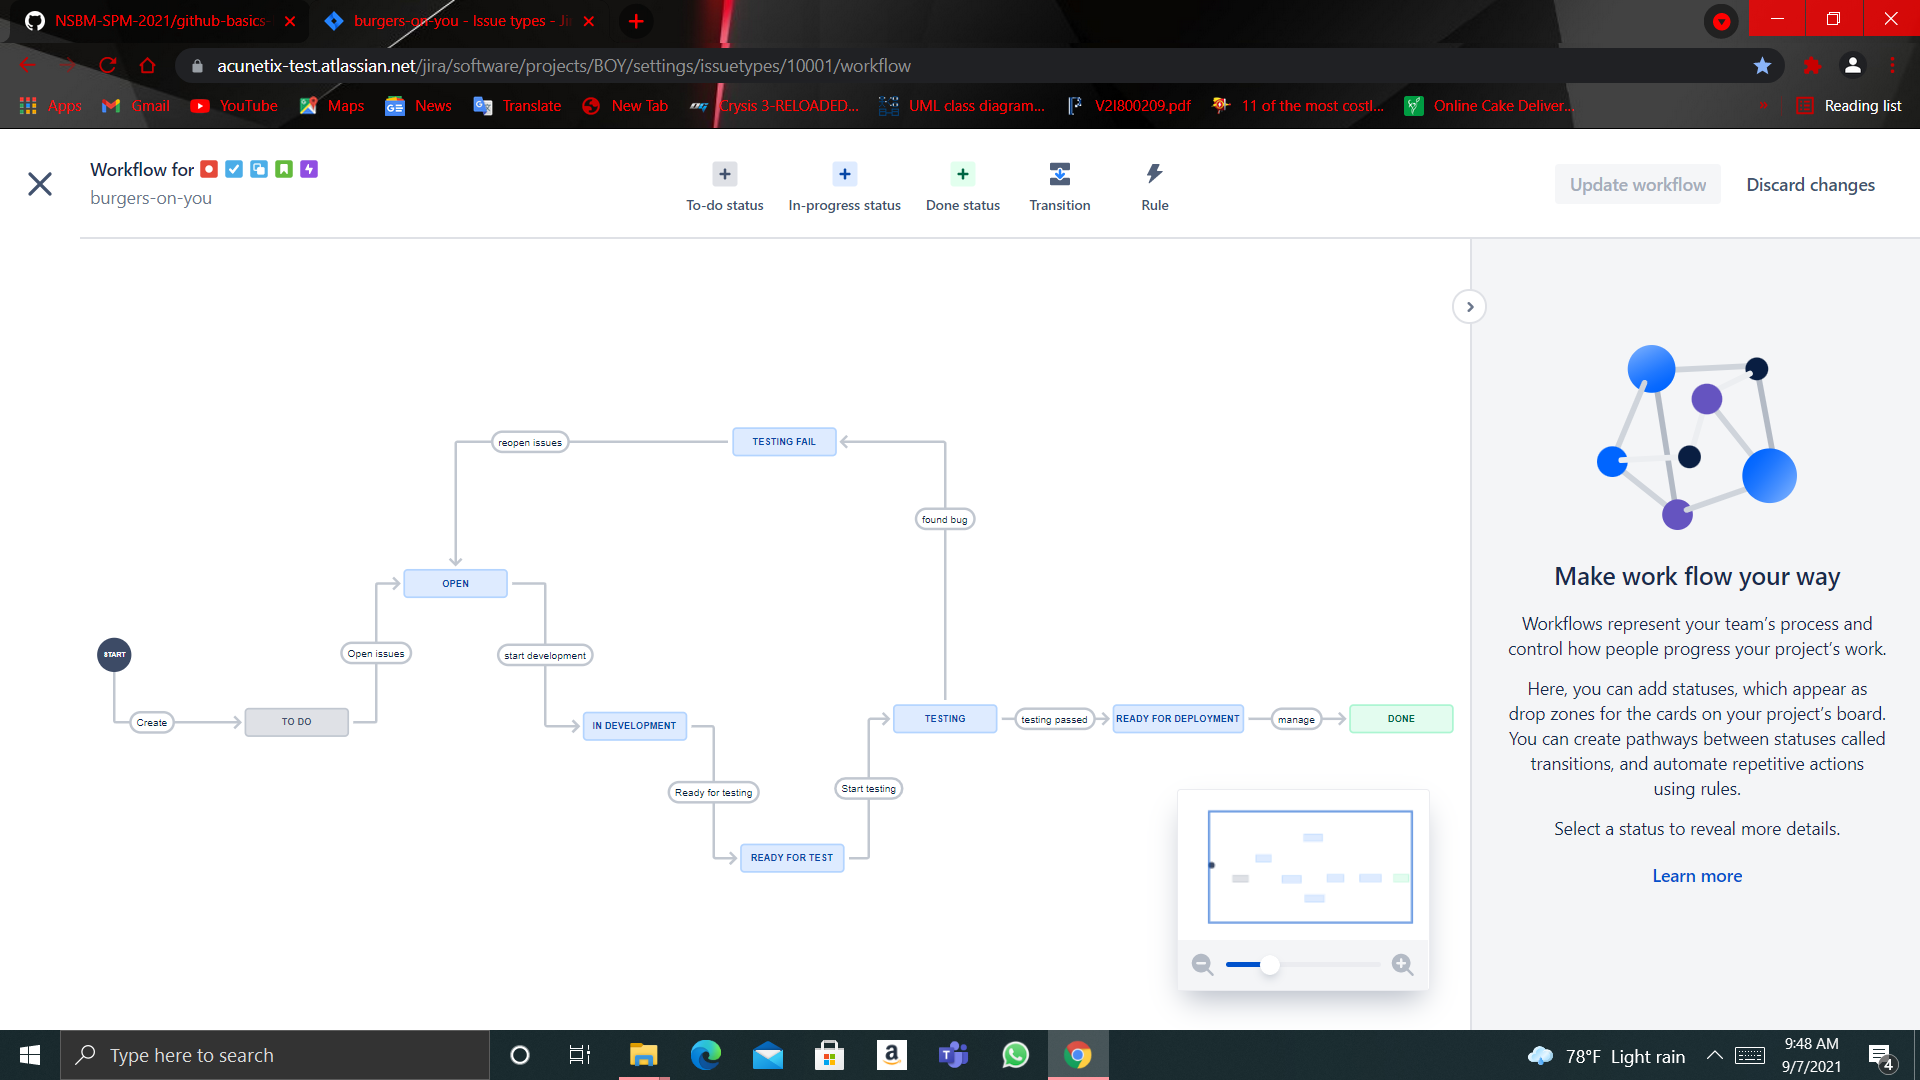 NSBM-SPM-2021/github-basics-
burgers-on-you - Issue types - Jir
acunetix-test.atlassian.net/jira/software/projects/BOY/settings/issuetypes/10001/workflow
Apps
Gmail
YouTube
Maps
News
Translate
New Tab
Crysis 3-RELOADED...
UML class diagram...
V2I800209.pdf
11 of the most costl...
Online Cake Deliver...
Reading list
Workflow for
burgers-on-you
To-do status
In-progress status
Done status
Transition
Rule
Update workflow
Discard changes
reopen issues
TESTING FAIL
found bug
OPEN
START
Open issues
start development
Create
TO DO
IN DEVELOPMENT
TESTING
testing passed
READY FOR DEPLOYMENT
manage
DONE
Ready for testing
Start testing
READY FOR TEST
Make work flow your way
Workflows represent your team's process and
control how people progress your project's work.
Here, you can add statuses, which appear as
drop zones for the cards on your project's board.
You can create pathways between statuses called
transitions, and automate repetitive actions
using rules.
Select a status to reveal more details.
Learn more
Type here to search
78°F Light rain
9:48 AM
9/7/2021
4